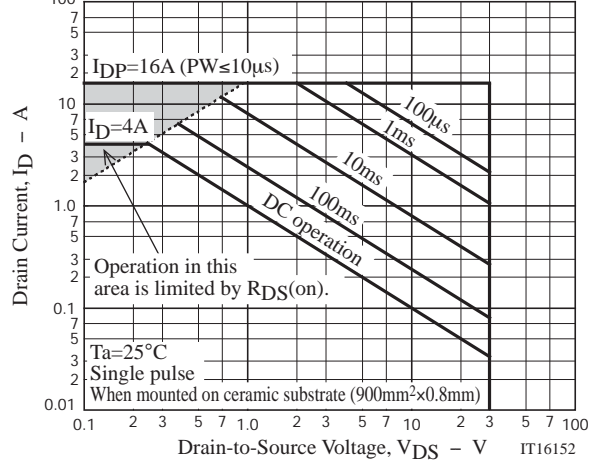 100
7
5
3
2
10
7
5
3
2
1.0
7
5
3
2
0.1
7
5
3
2
0.01
Drain Current, ID – A
IDP=16A (PW≤10µs)
ID=4A
100µs
1ms
10ms
100ms
DC operation
Operation in this
area is limited by RDS(on).
Ta=25°C
Single pulse
When mounted on ceramic substrate (900mm²×0.8mm)
0.1 2 3 5 7 1.0 2 3 5 7 10 2 3 5 7 100
Drain-to-Source Voltage, VDS – V
IT16152